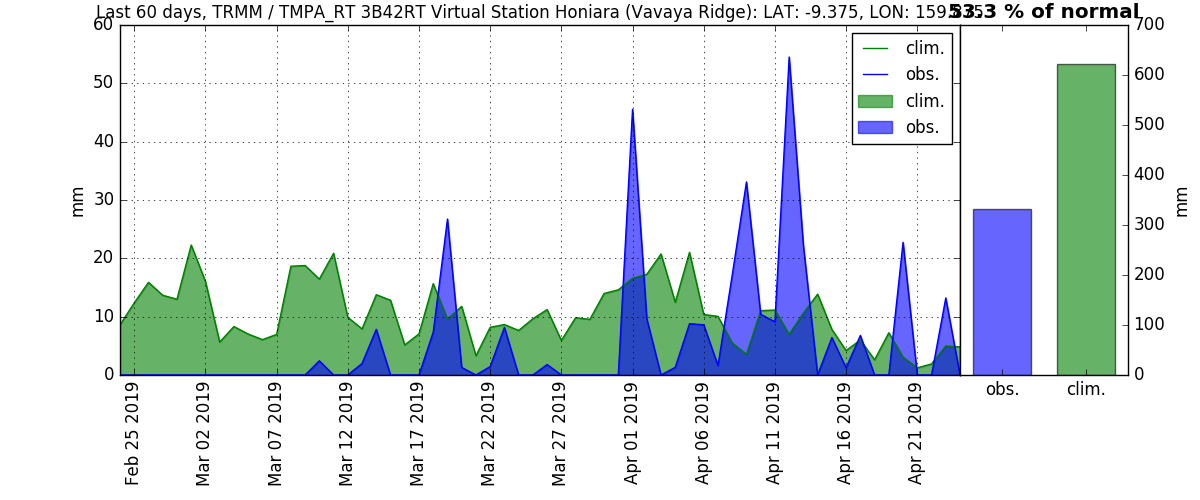 Last 60 days, TRMM / TMPA_RT 3B42RT Virtual Station Honiara (Vavaya Ridge): LAT: -9.375, LON:
53.3 % of normal
60
50
40
30
20
10
0
mm
clim.
obs.
clim.
obs.
700
600
500
400
300
200
100
0
mm
obs.
clim.
Feb 25 2019
Mar 02 2019
Mar 07 2019
Mar 12 2019
Mar 17 2019
Mar 22 2019
Mar 27 2019
Apr 01 2019
Apr 06 2019
Apr 11 2019
Apr 16 2019
Apr 21 2019